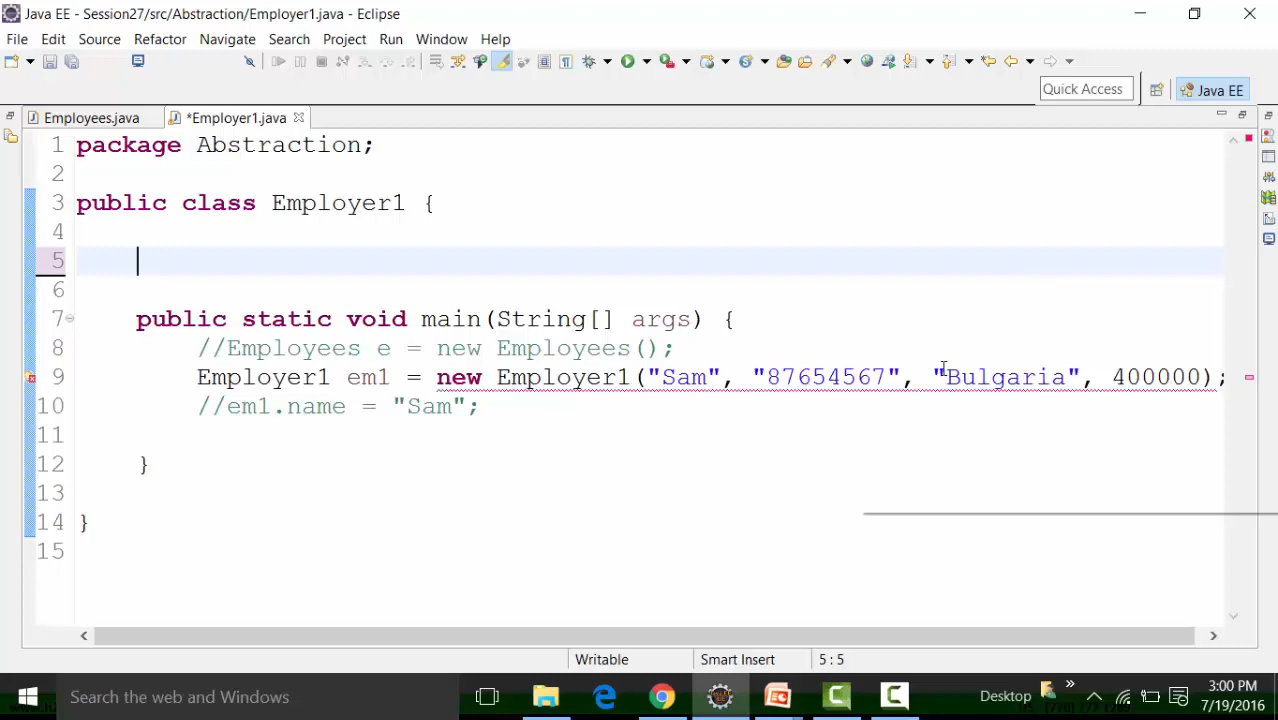 Java EE - Session27/src/Abstraction/Employer1.java - Eclipse
File Edit Source Refactor Navigate Search Project Run Window Help
Quick Access
Java EE
Employees.java
*Employer1.java
1 package Abstraction;
2
3 public class Employer1 {
4
5
6
7 public static void main(String[] args) {
8 //Employees e = new Employees();
9 Employer1 em1 = new Employer1("Sam", "87654567", "Bulgaria", 400000);
10 //em1.name = "Sam";
11
12 }
13
14 }
15
Writable
Smart Insert
5 : 5
Search the web and Windows
Desktop
3:00 PM
7/19/2016